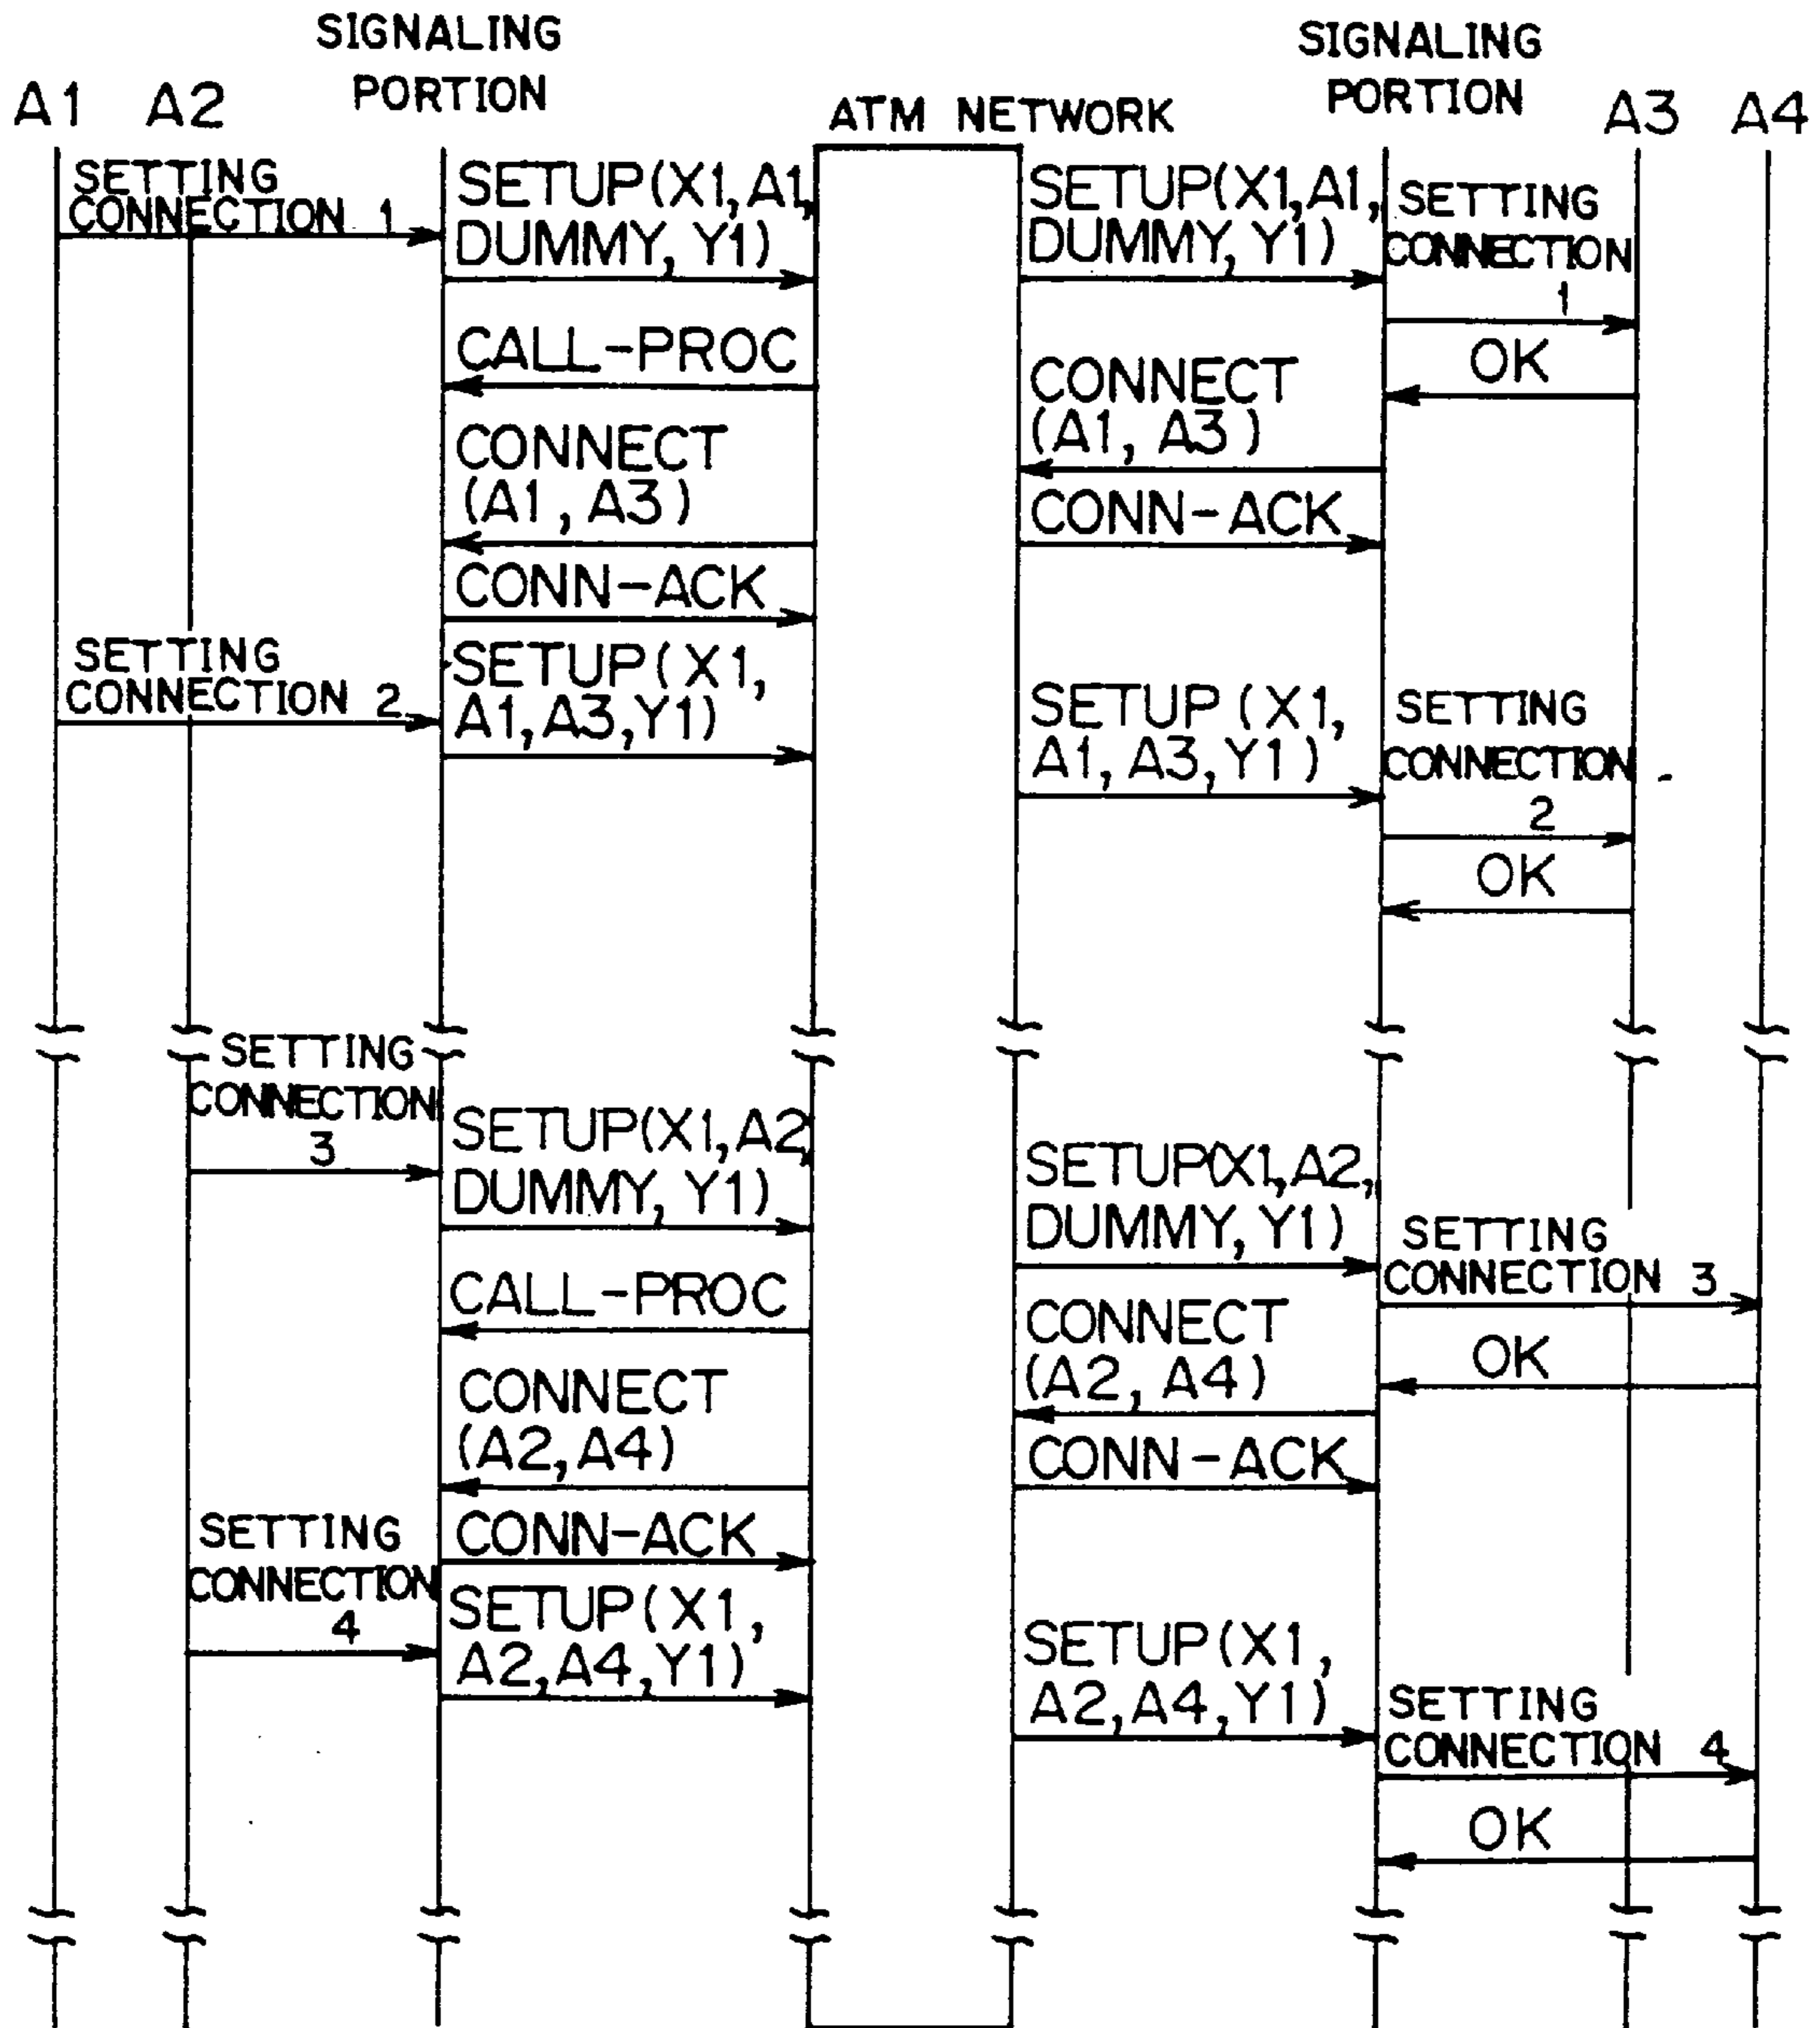 SIGNALING
PORTION
SIGNALING
PORTION
A1
A2
ATM NETWORK
A3
A4
SETTING
CONNECTION 1
SETUP(X1,A1,
DUMMY, Y1)
SETUP(X1,A1,
DUMMY, Y1)
SETTING
CONNECTION
1
CALL-PROC
OK
CONNECT
(A1, A3)
CONNECT
(A1, A3)
CONN-ACK
CONN-ACK
SETTING
CONNECTION 2
SETUP(X1,
A1,A3,Y1)
SETUP (X1,
A1,A3,Y1)
SETTING
CONNECTION
2
OK
SETTING
CONNECTION
3
SETUP(X1,A2,
DUMMY, Y1)
SETUP(X1,A2,
DUMMY, Y1)
SETTING
CONNECTION 3
CALL-PROC
CONNECT
(A2, A4)
OK
CONNECT
(A2,A4)
CONN-ACK
SETTING
CONNECTION
4
CONN-ACK
SETUP(X1,
A2,A4,Y1)
SETUP(X1,
A2,A4,Y1)
SETTING
CONNECTION 4
OK